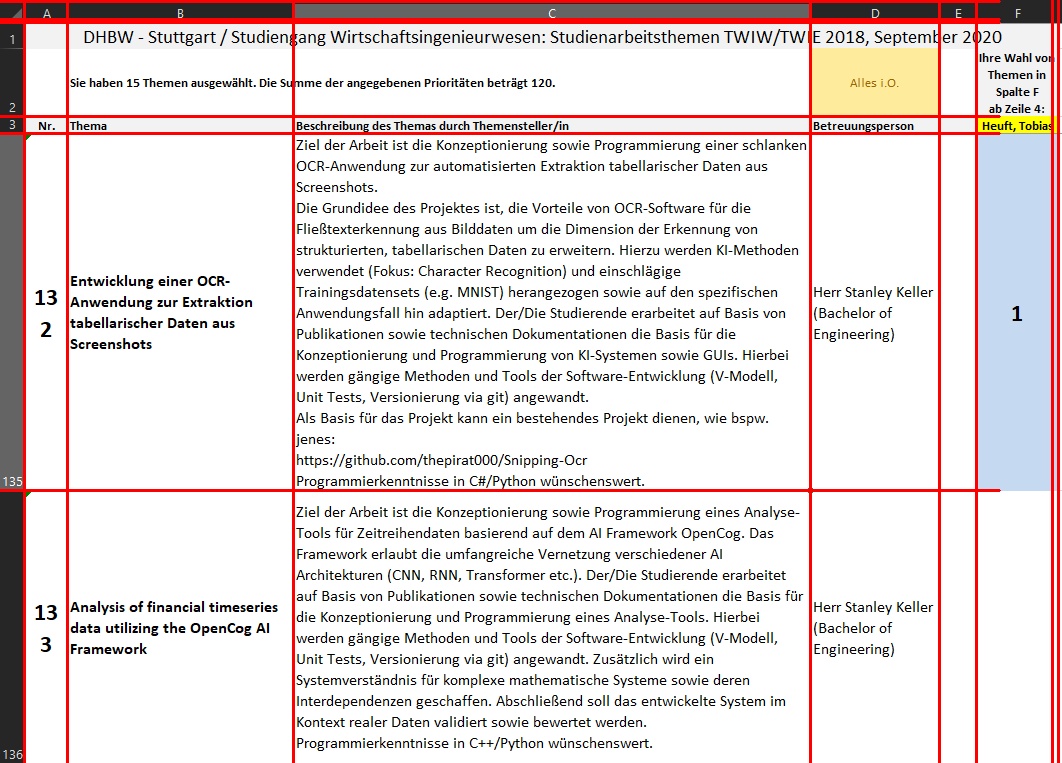 A B C D E F
1 DHBW - Stuttgart / Studiengang Wirtschaftsingenieurwesen: Studienarbeitsthemen TWIW/TWIE 2018, September 2020
2 Sie haben 15 Themen ausgewählt. Die Summe der angegebenen Prioritäten beträgt 120.
Alles i.O.
Ihre Wahl von
Themen in
Spalte F
ab Zeile 4:
3 Nr. Thema Beschreibung des Themas durch Themensteller/in Betreuungsperson Heuft, Tobias
135
13
2
Entwicklung einer OCR-
Anwendung zur Extraktion
tabellarischer Daten aus
Screenshots
Ziel der Arbeit ist die Konzeptionierung sowie Programmierung einer schlanken
OCR-Anwendung zur automatisierten Extraktion tabellarischer Daten aus
Screenshots.
Die Grundidee des Projektes ist, die Vorteile von OCR-Software für die
Fließtexterkennung aus Bilddaten um die Dimension der Erkennung von
strukturierten, tabellarischen Daten zu erweitern. Hierzu werden KI-Methoden
verwendet (Fokus: Character Recognition) und einschlägige
Trainingsdatensets (e.g. MNIST) herangezogen sowie auf den spezifischen
Anwendungsfall hin adaptiert. Der/Die Studierende erarbeitet auf Basis von
Publikationen sowie technischen Dokumentationen die Basis für die
Konzeptionierung und Programmierung von KI-Systemen sowie GUIs. Hierbei
werden gängige Methoden und Tools der Software-Entwicklung (V-Modell,
Unit Tests, Versionierung via git) angewandt.
Als Basis für das Projekt kann ein bestehendes Projekt dienen, wie bspw.
jenes:
https://github.com/thepirat000/Snipping-Ocr
Programmierkenntnisse in C#/Python wünschenswert.
Herr Stanley Keller
(Bachelor of
Engineering)
1
136
13
3
Analysis of financial timeseries
data utilizing the OpenCog AI
Framework
Ziel der Arbeit ist die Konzeptionierung sowie Programmierung eines Analyse-
Tools für Zeitreihendaten basierend auf dem AI Framework OpenCog. Das
Framework erlaubt die umfangreiche Vernetzung verschiedener AI
Architekturen (CNN, RNN, Transformer etc.). Der/Die Studierende erarbeitet
auf Basis von Publikationen sowie technischen Dokumentationen die Basis für
die Konzeptionierung und Programmierung eines Analyse-Tools. Hierbei
werden gängige Methoden und Tools der Software-Entwicklung (V-Modell,
Unit Tests, Versionierung via git) angewandt. Zusätzlich wird ein
Systemverständnis für komplexe mathematische Systeme sowie deren
Interdependenzen geschaffen. Abschließend soll das entwickelte System im
Kontext realer Daten validiert sowie bewertet werden.
Programmierkenntnisse in C++/Python wünschenswert.
Herr Stanley Keller
(Bachelor of
Engineering)